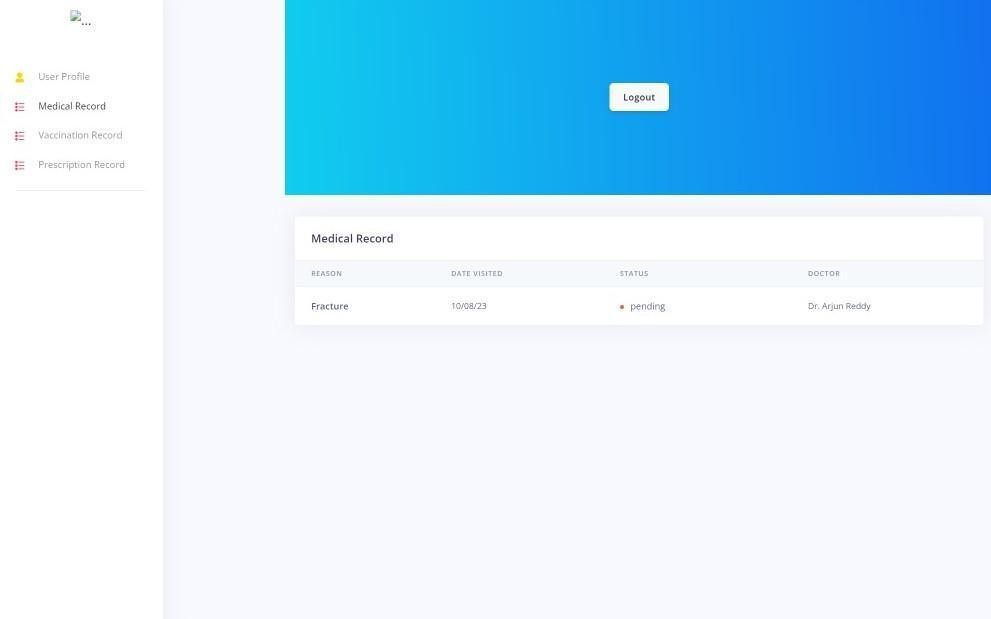 ...
User Profile
Medical Record
Vaccination Record
Prescription Record
Logout
Medical Record
REASON DATE VISITED STATUS DOCTOR
Fracture 10/08/23 pending Dr. Arjun Reddy